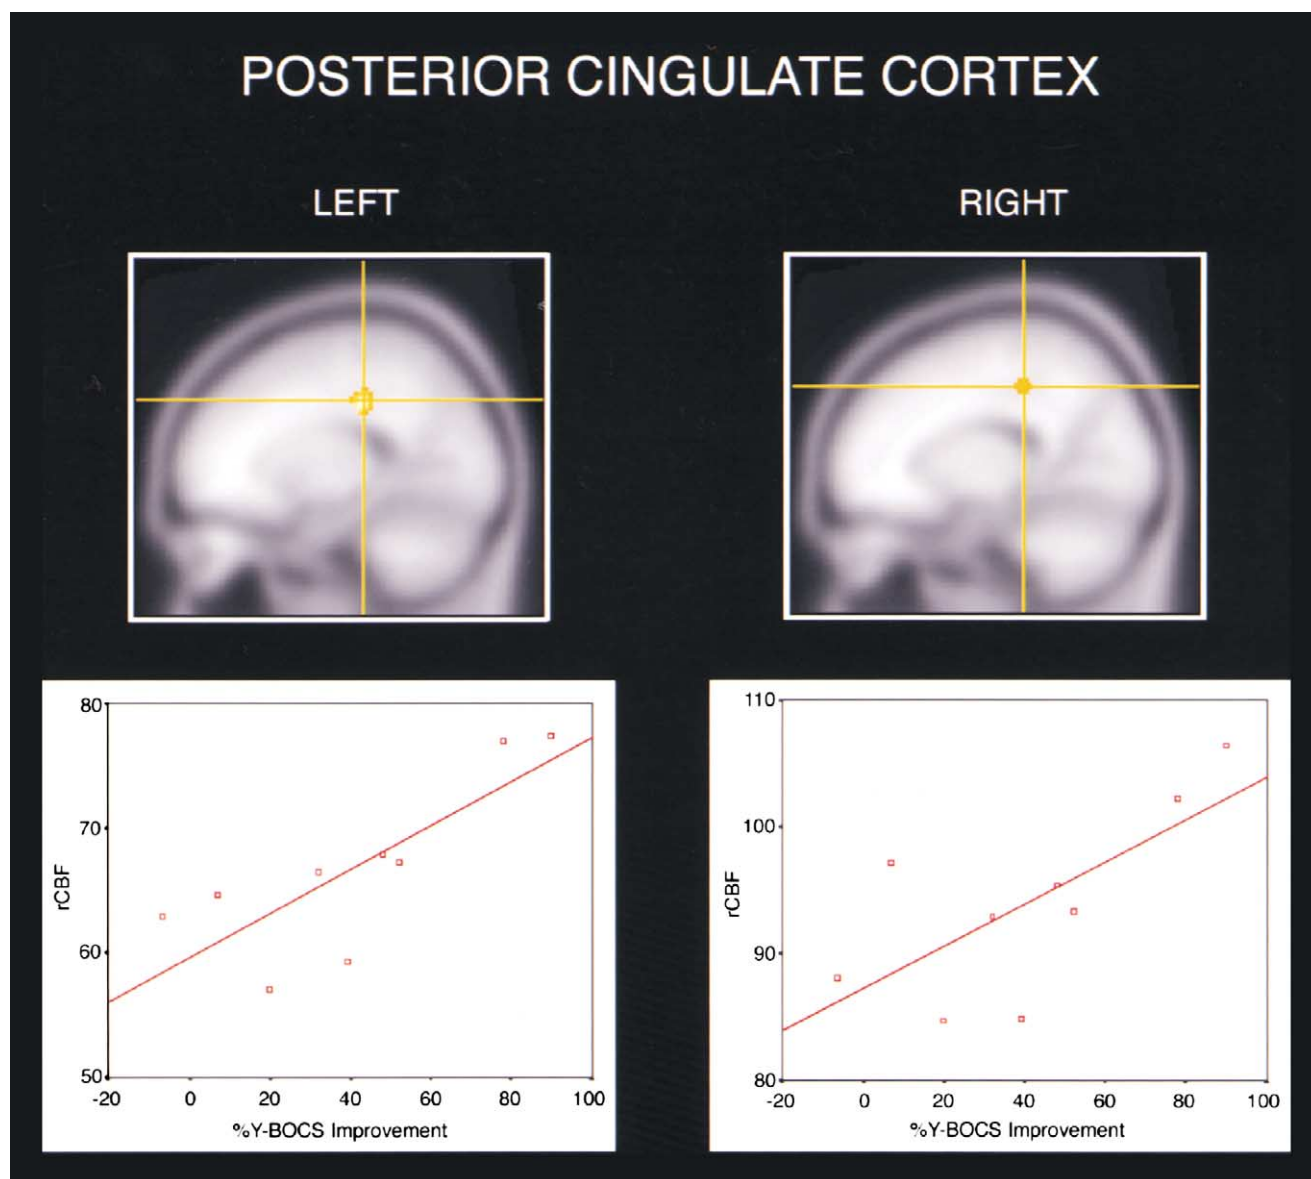 POSTERIOR CINGULATE CORTEX
LEFT
RIGHT
80
70
60
50
-20 0 20 40 60 80 100
rCBF
%Y-BOCS Improvement
110
100
90
80
-20 0 20 40 60 80 100
rCBF
%Y-BOCS Improvement